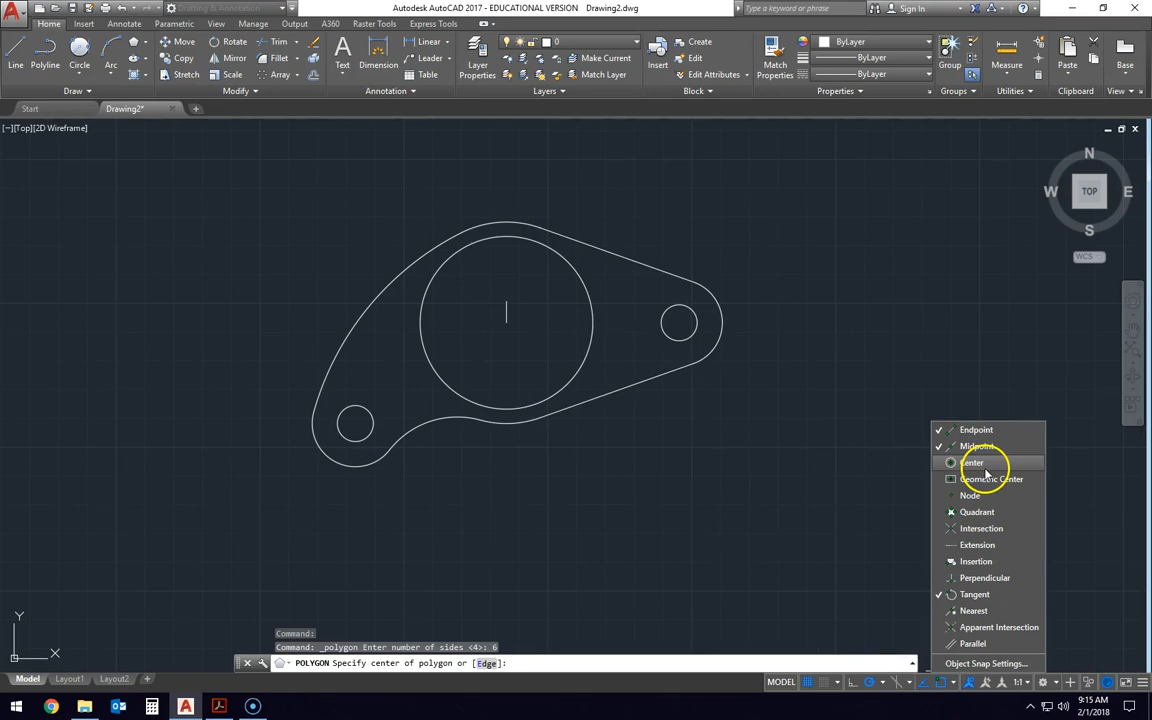 Autodesk AutoCAD 2017 - EDUCATIONAL VERSION Drawing2.dwg
Drafting & Annotation
Type a keyword or phrase
Sign In
Home Insert Annotate Parametric View Manage Output A360 Raster Tools Express Tools
Line Polyline Circle Arc
Move Rotate Trim
Copy Mirror Fillet
Stretch Scale Array
Text Dimension
Linear
Leader
Table
Layer Properties
0
Make Current
Match Layer
Insert
Create
Edit
Edit Attributes
Match Properties
ByLayer
ByLayer
ByLayer
Group
Measure
Paste
Base
Draw Modify Annotation Layers Block Properties Groups Utilities Clipboard View
Start Drawing2*
[−][Top][2D Wireframe]
N
W TOP E
S
WCS
Endpoint
Midpoint
Center
Geometric Center
Node
Quadrant
Intersection
Extension
Insertion
Perpendicular
Tangent
Nearest
Apparent Intersection
Parallel
Object Snap Settings...
Y
X
Command:
Command: _polygon Enter number of sides <4>: 6
POLYGON Specify center of polygon or [Edge]:
Model Layout1 Layout2
MODEL
1:1
9:15 AM
2/1/2018